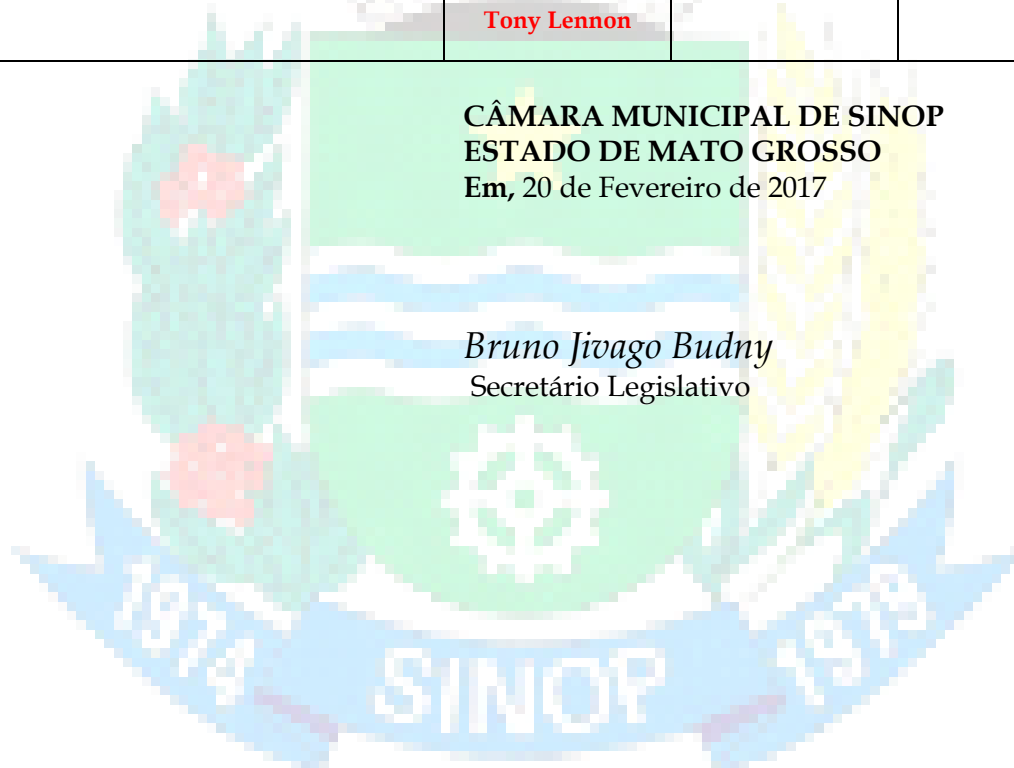 Tony Lennon
CÂMARA MUNICIPAL DE SINOP
ESTADO DE MATO GROSSO
Em, 20 de Fevereiro de 2017
Bruno Jivago Budny
Secretário Legislativo
1974
SINOP
1979